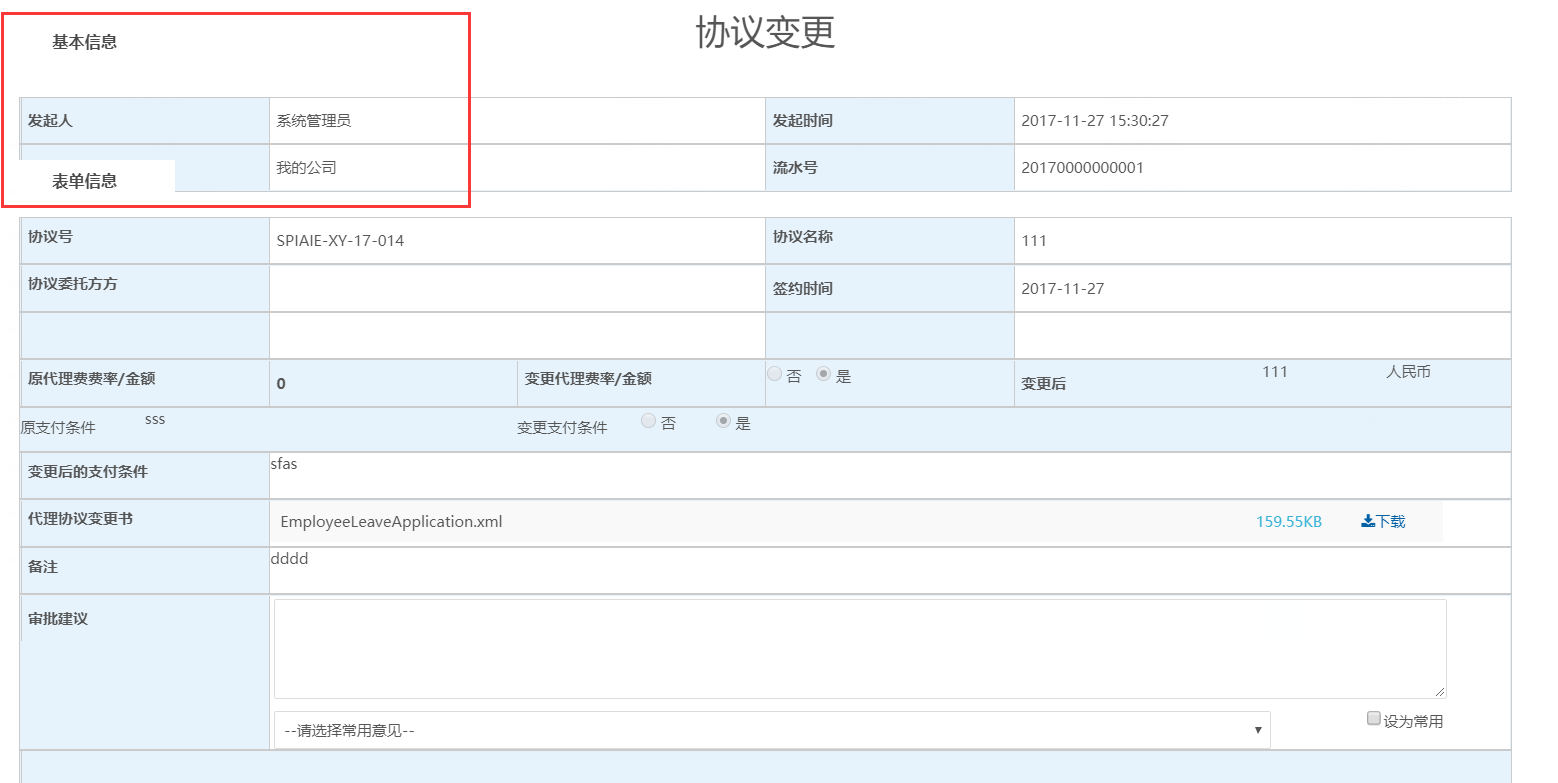 协议变更
基本信息
发起人 系统管理员 发起时间 2017-11-27 15:30:27
我的公司 流水号 20170000000001
表单信息
协议号 SPIAIE-XY-17-014 协议名称 111
协议委托方方 签约时间 2017-11-27
原代理费费率/金额 0 变更代理费率/金额 否 是 变更后 111 人民币
原支付条件 sss 变更支付条件 否 是
变更后的支付条件 sfas
代理协议变更书 EmployeeLeaveApplication.xml 159.55KB 下载
备注 dddd
审批建议
--请选择常用意见-- 设为常用